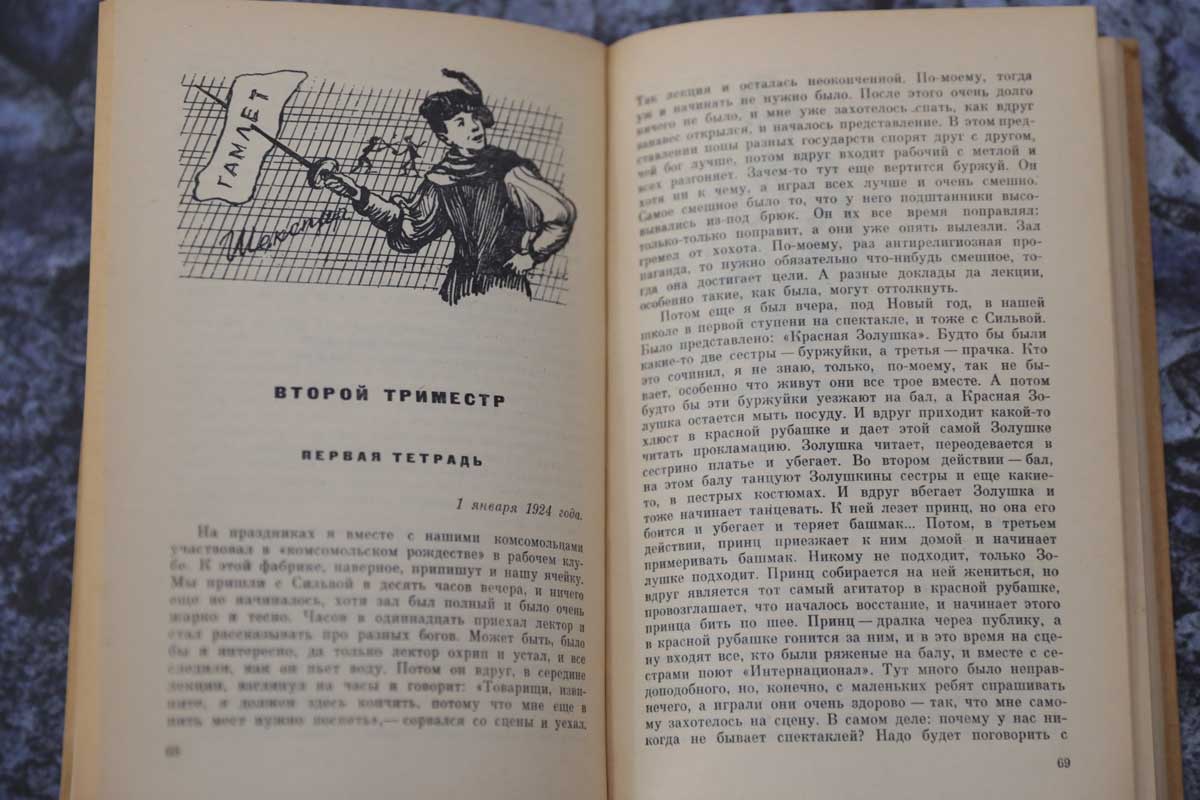 ГАМЛЕТ
Шекспир
ВТОРОЙ ТРИМЕСТР
ПЕРВАЯ ТЕТРАДЬ
1 января 1924 года.
На праздниках я вместе с нашими комсомольцами
участвовал в «комсомольском рождестве» в рабочем клу-
бе. К этой фабрике, наверное, припишут и нашу ячейку.
Мы пришли с Сильвой в десять часов вечера, и ничего
еще не начиналось, хотя зал был полный и было очень
жарко и тесно. Часов в одиннадцать приехал лектор и
стал рассказывать про разных богов. Может быть, было
бы и интересно, да только лектор охрип и устал, и все
следили, как он пьет воду. Потом он вдруг, в середине
лекции, взглянул на часы и говорит: «Товарищи, изви-
ните, я должен здесь кончить, потому что мне еще в
пять мест нужно поспеть»,— сорвался со сцены и уехал.
68
Так лекция и осталась неоконченной. По-моему, тогда
уж и начинать не нужно было. После этого очень долго
ничего не было, и мне уже захотелось спать, как вдруг
занавес открылся, и началось представление. В этом пред-
ставлении попы разных государств спорят друг с другом,
чей бог лучше, потом вдруг входит рабочий с метлой и
всех разгоняет. Зачем-то тут еще вертится буржуй. Он
хотя ни к чему, а играл всех лучше и очень смешно.
Самое смешное было то, что у него подштанники высо-
вывались из-под брюк. Он их все время поправлял:
только-только поправит, а они уже опять вылезли. Зал
гремел от хохота. По-моему, раз антирелигиозная про-
паганда, то нужно обязательно что-нибудь смешное, то-
гда она достигает цели. А разные доклады да лекции,
особенно такие, как была, могут оттолкнуть.
Потом еще я был вчера, под Новый год, в нашей
школе в первой ступени на спектакле, и тоже с Сильвой.
Было представлено: «Красная Золушка». Будто бы были
какие-то две сестры — буржуйки, а третья — прачка. Кто
это сочинил, я не знаю, только, по-моему, так не бы-
вает, особенно что живут они все трое вместе. А потом
будто бы эти буржуйки уезжают на бал, а Красная Зо-
лушка остается мыть посуду. И вдруг приходит какой-то
хлюст в красной рубашке и дает этой самой Золушке
читать прокламацию. Золушка читает, переодевается в
сестрино платье и убегает. Во втором действии — бал,
на этом балу танцуют Золушкины сестры и еще какие-
то, в пестрых костюмах. И вдруг вбегает Золушка и
тоже начинает танцевать. К ней лезет принц, но она его
боится и убегает и теряет башмак... Потом, в третьем
действии, принц приезжает к ним домой и начинает
примеривать башмак. Никому не подходит, только Зо-
лушке подходит. Принц собирается на ней жениться, но
вдруг является тот самый агитатор в красной рубашке,
провозглашает, что началось восстание, и начинает этого
принца бить по шее. Принц — дралка через публику, а
в красной рубашке гонится за ним, и в это время на сце-
ну входят все, кто были ряженые на балу, и вместе с се-
страми поют «Интернационал». Тут много было неправ-
доподобного, но, конечно, с маленьких ребят спрашивать
нечего, а играли они очень здорово — так, что мне само-
му захотелось на сцену. В самом деле: почему у нас ни-
когда не бывает спектаклей? Надо будет поговорить с
69